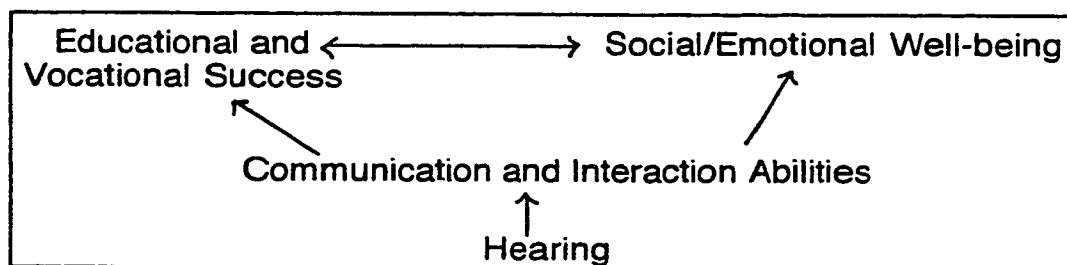 Educational and
Vocational Success
Social/Emotional Well-being
Communication and Interaction Abilities
Hearing